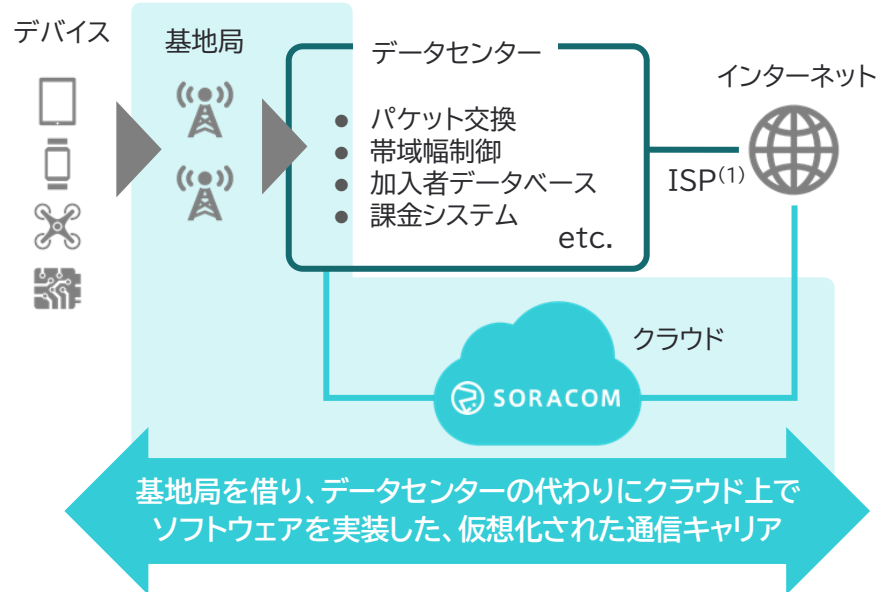 デバイス
基地局
データセンター
インターネット
● パケット交換
● 帯域幅制御
● 加入者データベース
● 課金システム
etc.
ISP⁽¹⁾
クラウド
SORACOM
基地局を借り、データセンターの代わりにクラウド上で
ソフトウェアを実装した、仮想化された通信キャリア